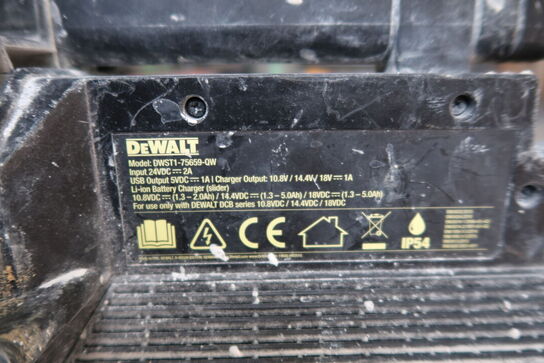 DEWALT
Model: DWST1-75659-QW
Input 24VDC ⎓ 2A
USB Output 5VDC ⎓ 1A | Charger Output: 10.8V / 14.4V/ 18V ⎓ 1A
Li-ion Battery Charger (slider)
10.8VDC ⎓ (1.3 – 2.0Ah) / 14.4VDC ⎓ (1.3 – 5.0Ah) / 18VDC ⎓ (1.3 – 5.0Ah)
For use only with DEWALT DCB series 10.8VDC / 14.4VDC / 18VDC
CE
IP54